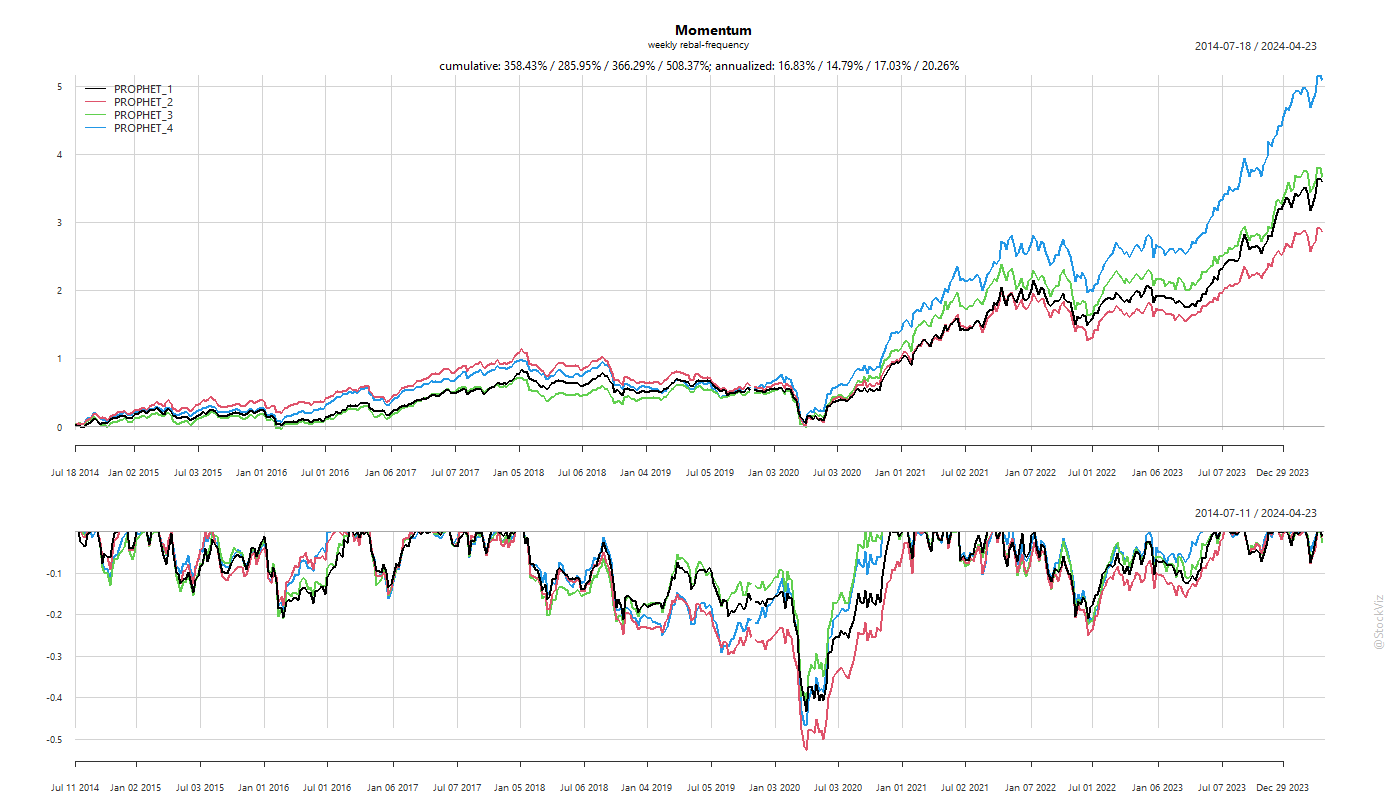 Momentum
weekly rebal-frequency
2014-07-18 / 2024-04-23
cumulative: 358.43% / 285.95% / 366.29% / 508.37%; annualized: 16.83% / 14.79% / 17.03% / 20.26%
PROPHET_1
PROPHET_2
PROPHET_3
PROPHET_4
5
4
3
2
1
0
Jul 18 2014 Jan 02 2015 Jul 03 2015 Jan 01 2016 Jul 01 2016 Jan 06 2017 Jul 07 2017 Jan 05 2018 Jul 06 2018 Jan 04 2019 Jul 05 2019 Jan 03 2020 Jul 03 2020 Jan 01 2021 Jul 02 2021 Jan 07 2022 Jul 01 2022 Jan 06 2023 Jul 07 2023 Dec 29 2023
2014-07-11 / 2024-04-23
-0.1
-0.2
-0.3
-0.4
-0.5
Jul 11 2014 Jan 02 2015 Jul 03 2015 Jan 01 2016 Jul 01 2016 Jan 06 2017 Jul 07 2017 Jan 05 2018 Jul 06 2018 Jan 04 2019 Jul 05 2019 Jan 03 2020 Jul 03 2020 Jan 01 2021 Jul 02 2021 Jan 07 2022 Jul 01 2022 Jan 06 2023 Jul 07 2023 Dec 29 2023
@StockViz